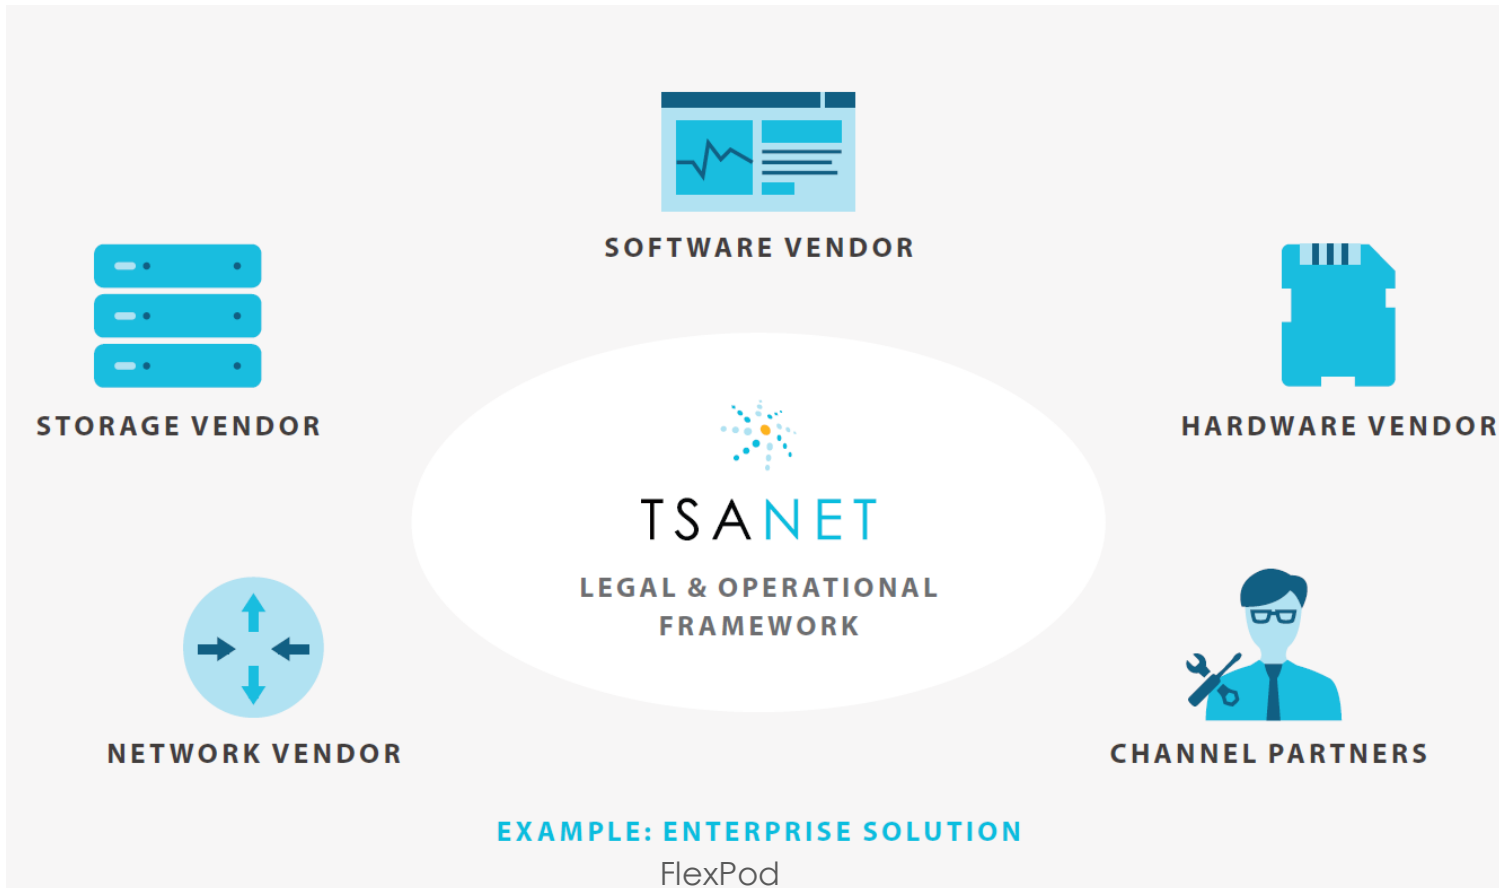 SOFTWARE VENDOR
STORAGE VENDOR
HARDWARE VENDOR
TSANET
LEGAL & OPERATIONAL
FRAMEWORK
NETWORK VENDOR
CHANNEL PARTNERS
EXAMPLE: ENTERPRISE SOLUTION
FlexPod